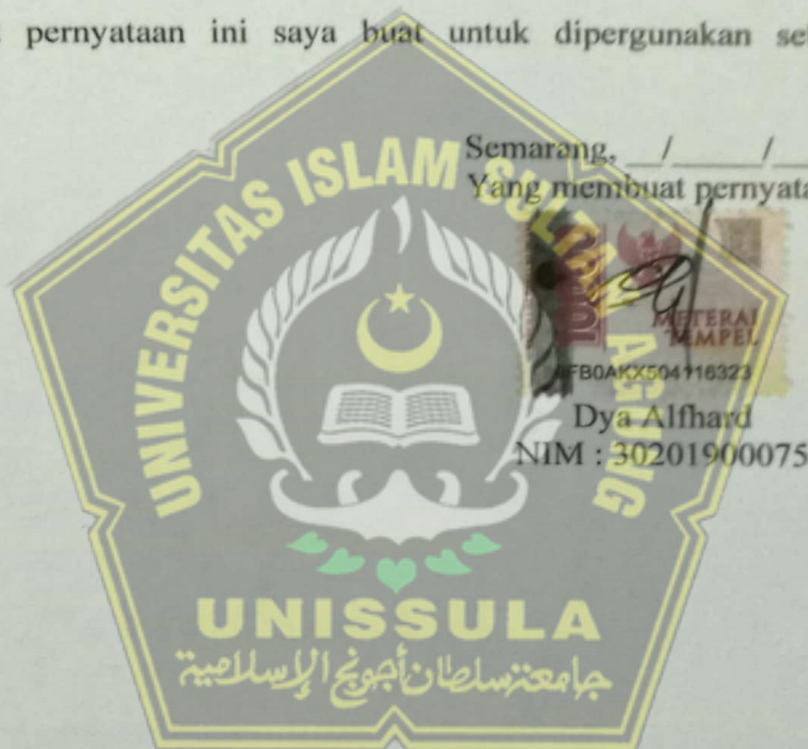 pernyataan ini saya buat untuk dipergunakan se
Semarang, __/_____/__
Yang membuat pernyata
UNIVERSITAS ISLAM SULTAN AGUNG
METERAI
TEMPEL
FB0AKX504116323
Dya Alfhard
NIM : 30201900075
UNISSULA
جامعة سلطان أجونج الإسلامية